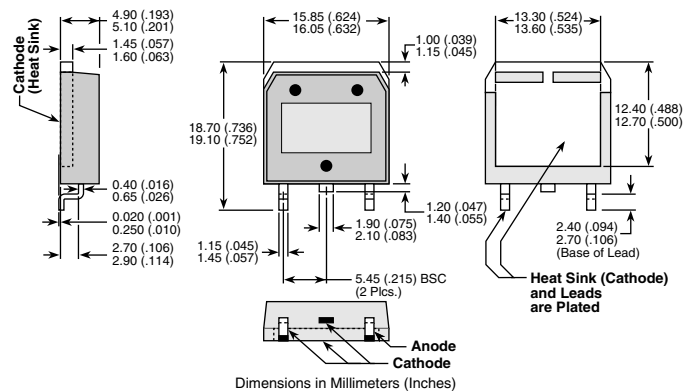 4.90 (.193)
5.10 (.201)
1.45 (.057)
1.60 (.063)
Cathode
(Heat Sink)
0.40 (.016)
0.65 (.026)
0.020 (.001)
0.250 (.010)
2.70 (.106)
2.90 (.114)
15.85 (.624)
16.05 (.632)
1.00 (.039)
1.15 (.045)
18.70 (.736)
19.10 (.752)
1.20 (.047)
1.40 (.055)
1.90 (.075)
2.10 (.083)
1.15 (.045)
1.45 (.057)
5.45 (.215) BSC
(2 Plcs.)
13.30 (.524)
13.60 (.535)
12.40 (.488)
12.70 (.500)
2.40 (.094)
2.70 (.106)
(Base of Lead)
Heat Sink (Cathode)
and Leads
are Plated
Anode
Cathode
Dimensions in Millimeters (Inches)